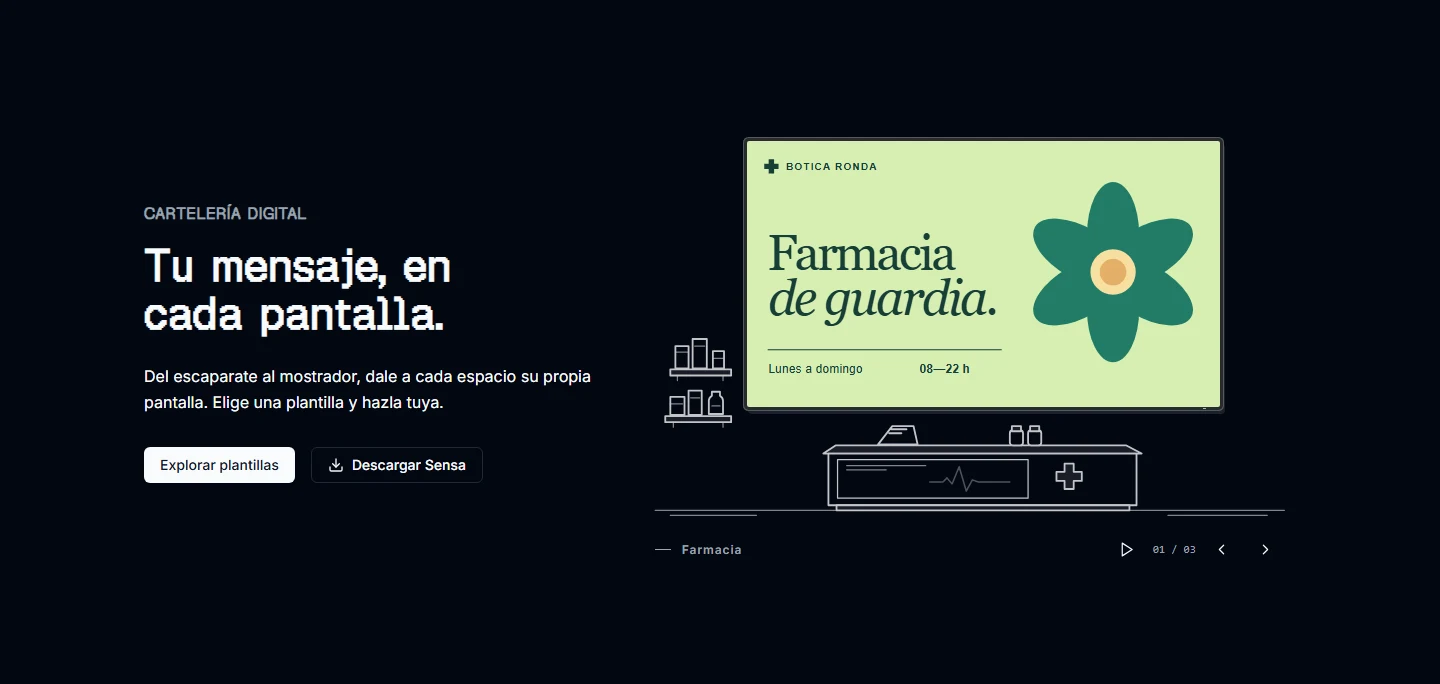 CARTELERÍA DIGITAL
Tu mensaje, en
cada pantalla.
Del escaparate al mostrador, dale a cada espacio su propia
pantalla. Elige una plantilla y hazla tuya.
Explorar plantillas
Descargar Sensa
BOTICA RONDA
Farmacia
de guardia.
Lunes a domingo 08—22 h
Farmacia
01 / 03